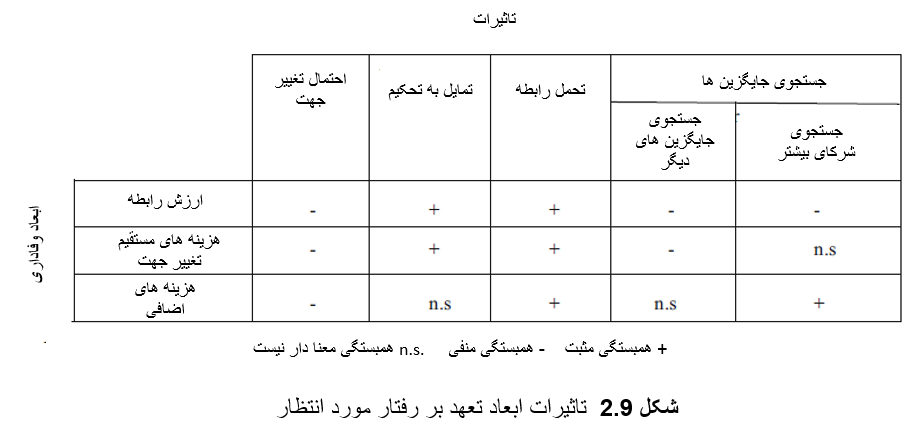 تاثیرات
جستجوی جایگزین ها
تحمل رابطه
تمایل به تحکیم
احتمال تغییر
جهت
جستجوی
شرکای بیشتر
جستجوی
جایگزین های
دیگر
ابعاد وفاداری
ارزش رابطه
- + + - -
هزینه های مستقیم
تغییر جهت
- + + - n.s
هزینه های
اضافی
- n.s + n.s +
+ همبستگی مثبت - همبستگی منفی .n.s همبستگی معنا دار نیست
شکل 2.9 تاثیرات ابعاد تعهد بر رفتار مورد انتظار